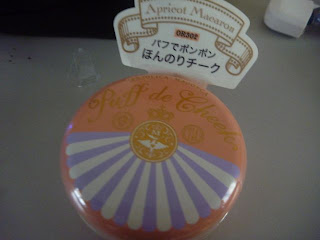 Apricot Macaros
OR302
パフでポンポン
ほんのりチーク
Puff de Cheek